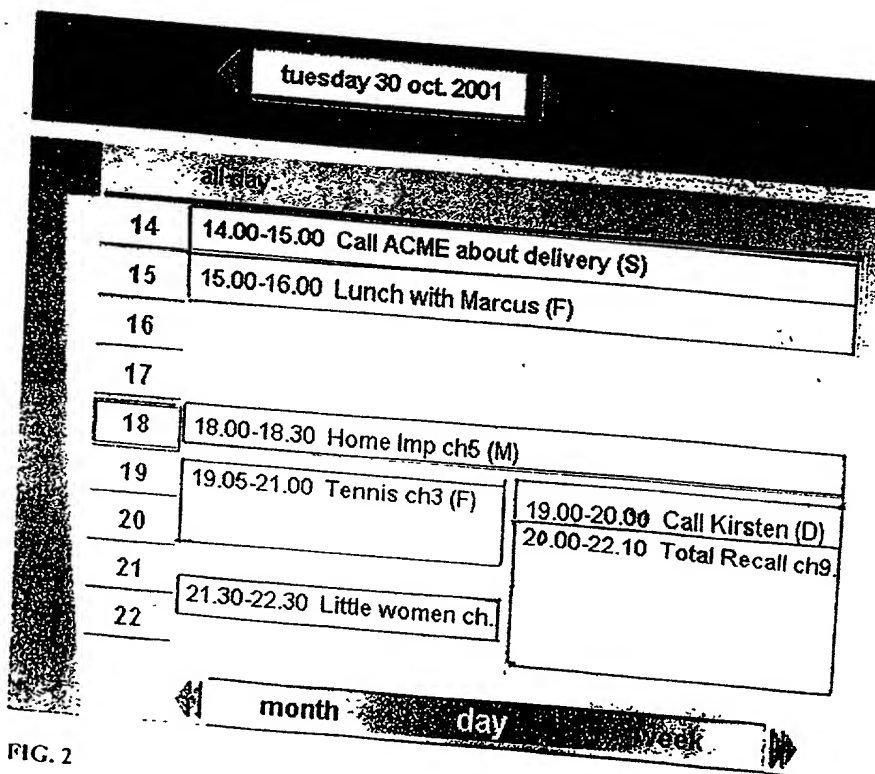 tuesday 30 oct. 2001
all-day
14
14.00-15.00 Call ACME about delivery (S)
15
15.00-16.00 Lunch with Marcus (F)
16
17
18
18.00-18.30 Home Imp ch5 (M)
19
19.05-21.00 Tennis ch3 (F)
19.00-20.00 Call Kirsten (D)
20
20.00-22.10 Total Recall ch9.
21
21.30-22.30 Little women ch.
22
month day week
FIG. 2